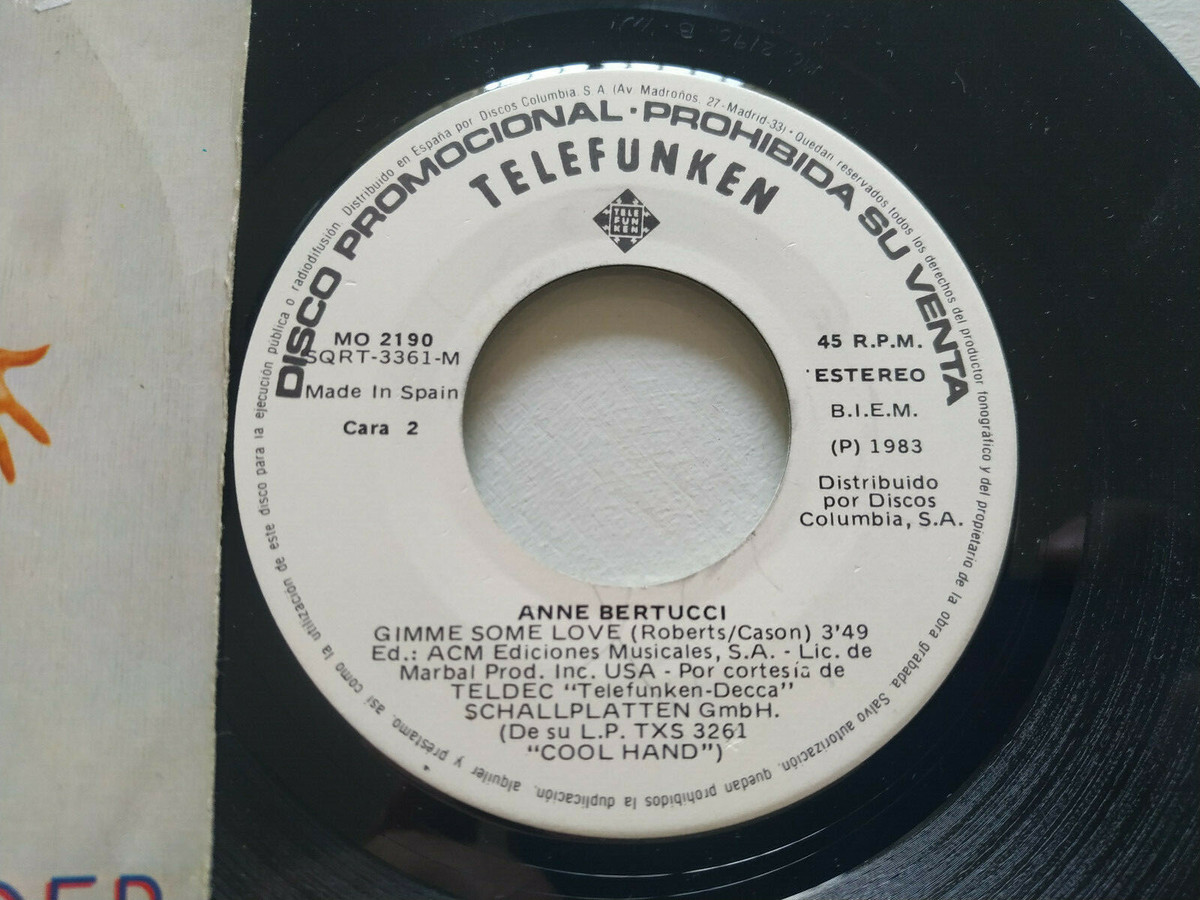 Distribuido en España por Discos Columbia, S.A. (Av. Madroños, 27-Madrid-33) • Quedan reservados todos los derechos del productor fonográfico y del propietario de la obra grabada. Salvo autorización, quedan prohibidos la duplicación, alquiler y préstamo, así como la utilización de este disco para la ejecución pública o radiodifusión.
DISCO PROMOCIONAL · PROHIBIDA SU VENTA
TELEFUNKEN
TELE
FUN
KEN
MO 2190
SQRT-3361-M
Made In Spain
Cara 2
45 R.P.M.
ESTEREO
B.I.E.M.
(P) 1983
Distribuido
por Discos
Columbia, S.A.
ANNE BERTUCCI
GIMME SOME LOVE (Roberts/Cason) 3'49
Ed.: ACM Ediciones Musicales, S.A. - Lic. de
Marbal Prod. Inc. USA - Por cortesía de
TELDEC "Telefunken-Decca"
SCHALLPLATTEN GmbH.
(De su L.P. TXS 3261
"COOL HAND")